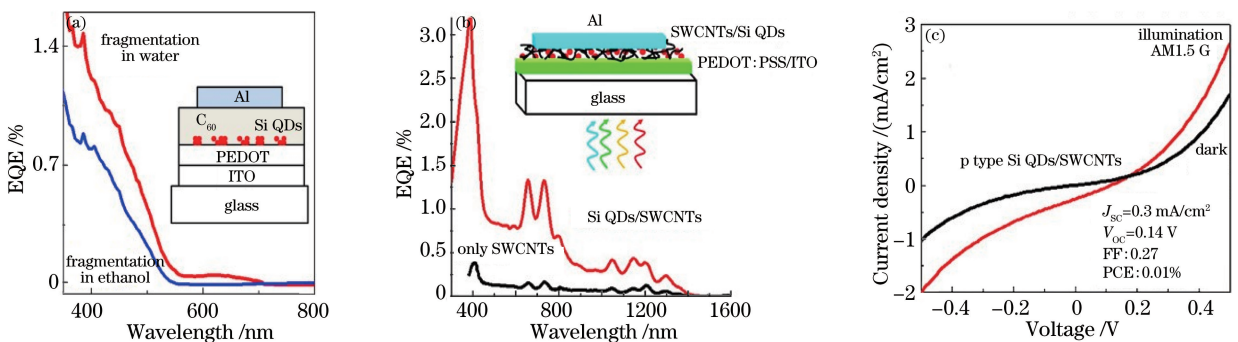 (a)
fragmentation
in water
1.4
0.7
0
EQE /%
Al
C60
Si QDs
PEDOT
ITO
glass
fragmentation
in ethanol
400
600
800
Wavelength /nm
(b)
3.0
2.5
2.0
1.5
1.0
0.5
0
EQE /%
Al
SWCNTs/Si QDs
PEDOT:PSS/ITO
glass
Si QDs/SWCNTs
only SWCNTs
400
800
1200
1600
Wavelength /nm
(c)
3
2
1
0
−1
−2
Current density /(mA/cm²)
illumination
AM1.5 G
p type Si QDs/SWCNTs
dark
JSC=0.3 mA/cm²
VOC=0.14 V
FF:0.27
PCE:0.01%
−0.4
−0.2
0
0.2
0.4
Voltage /V